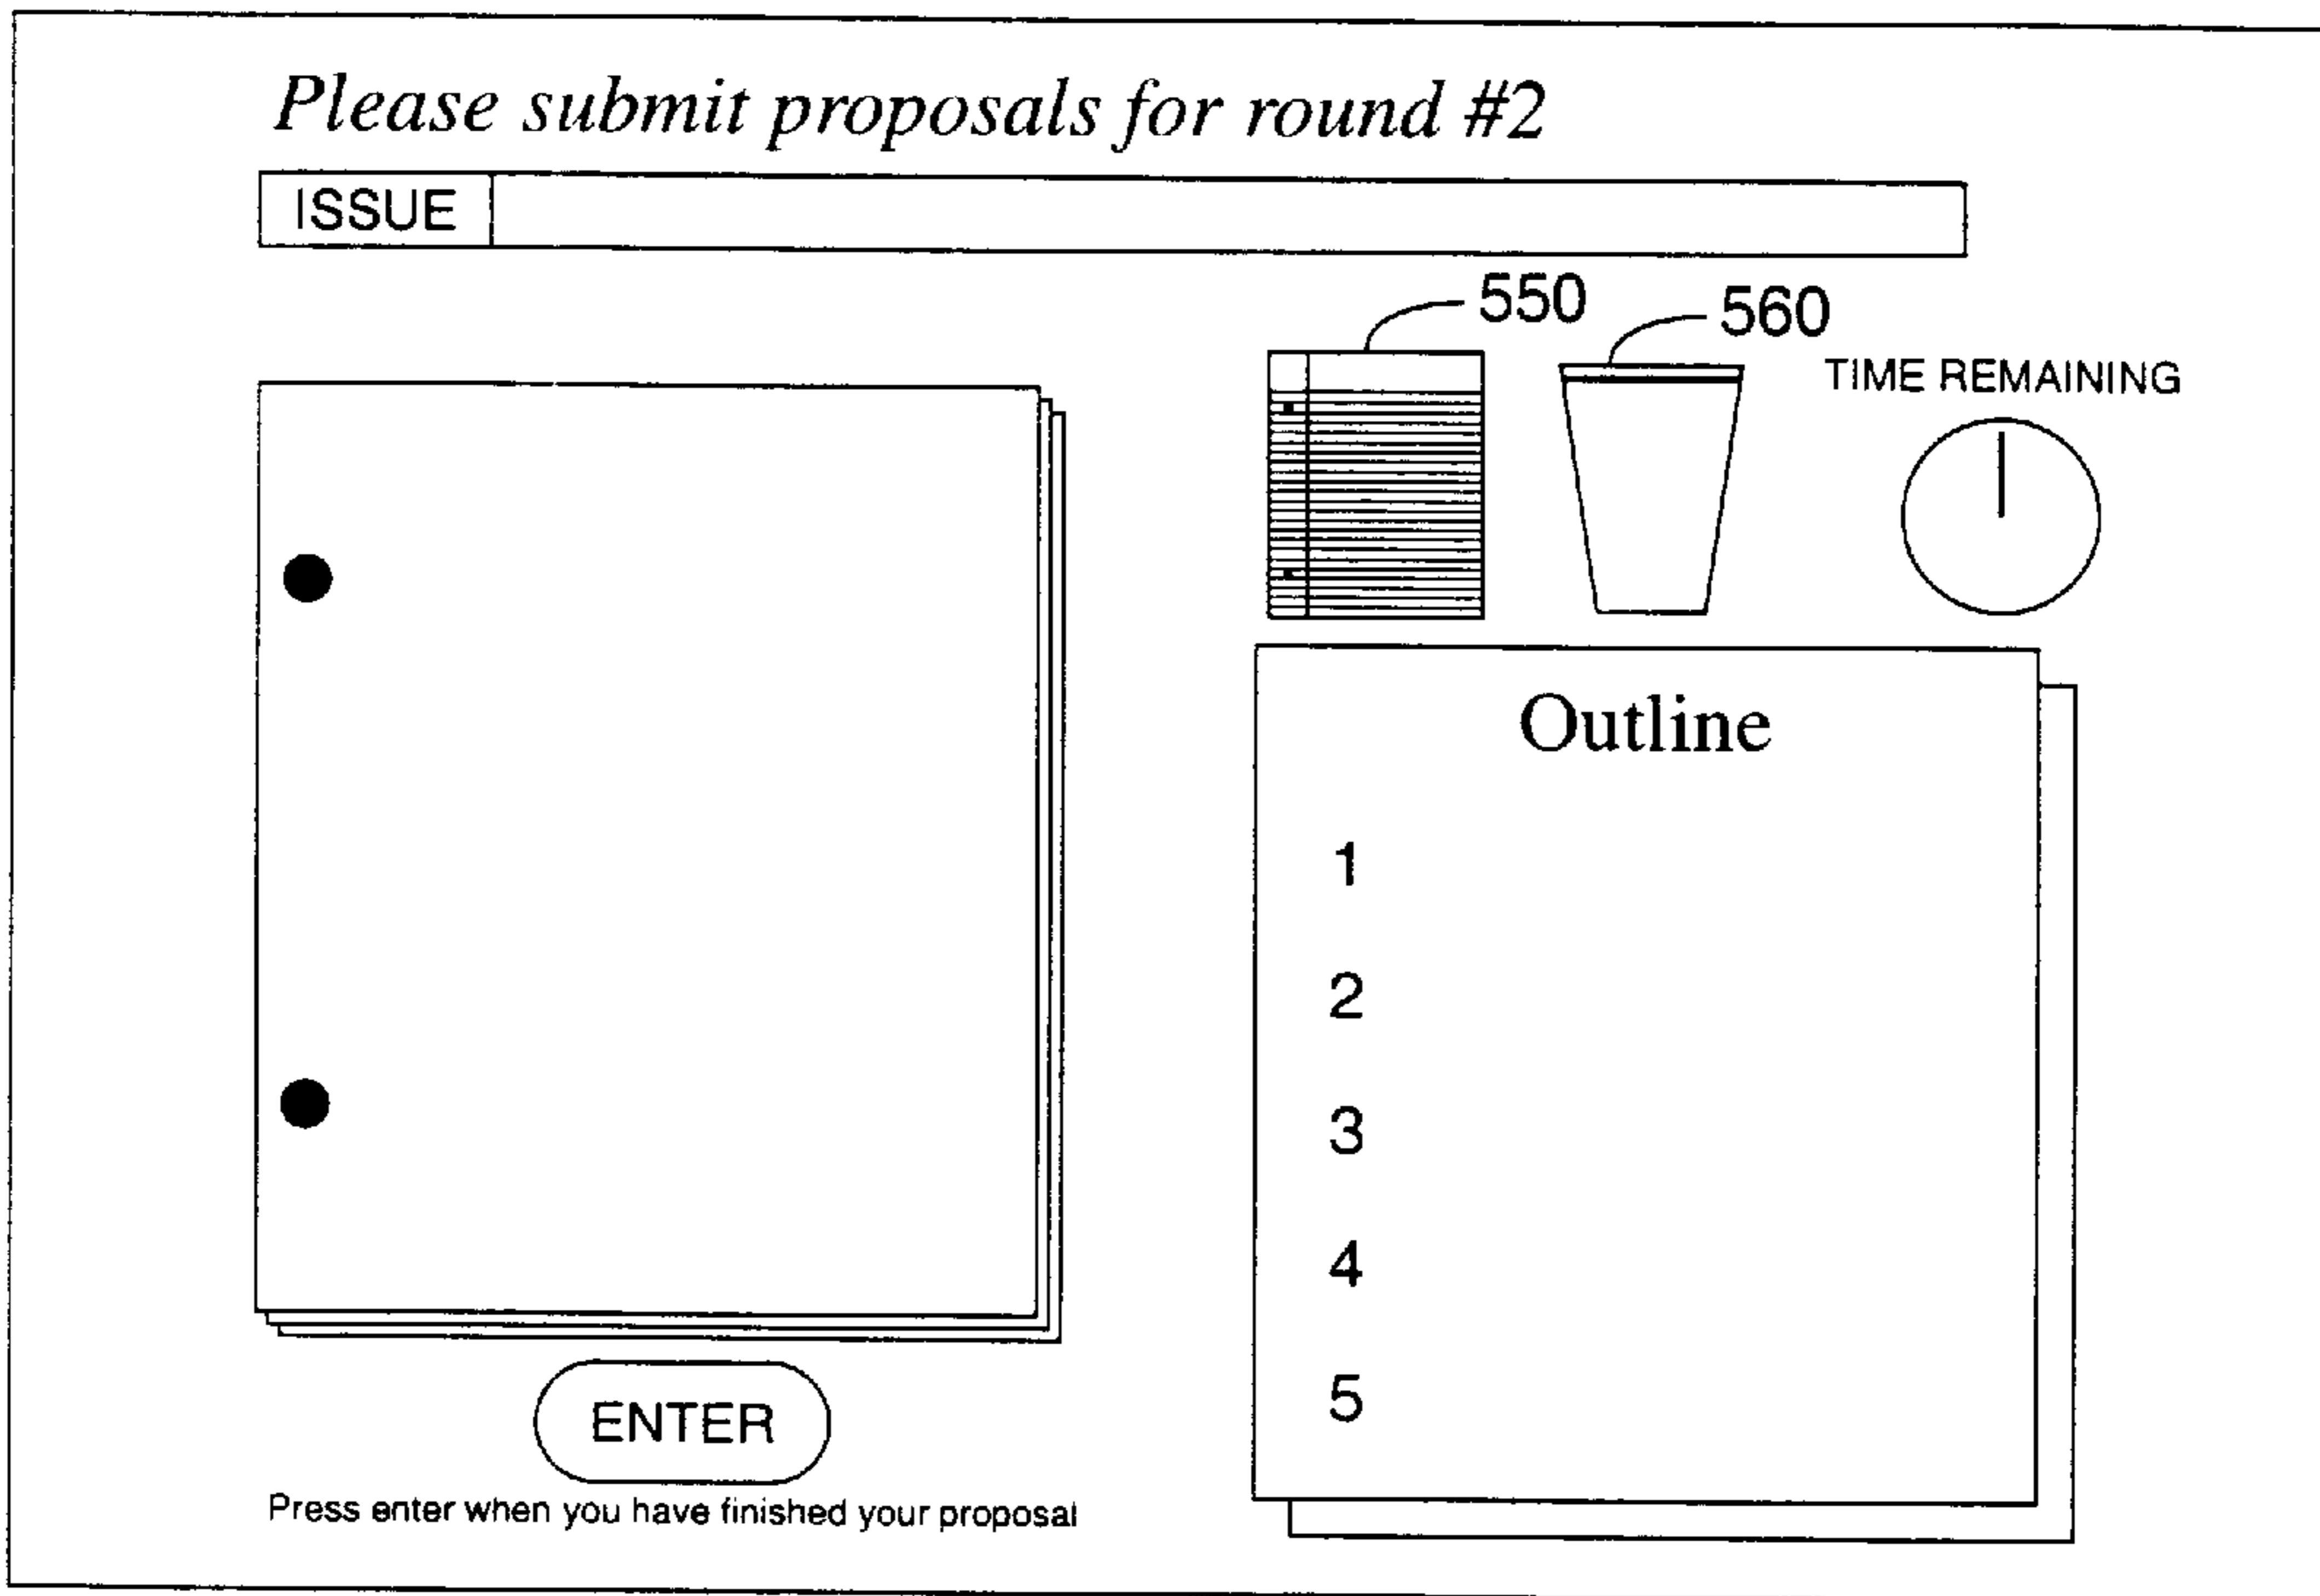 Please submit proposals for round #2
ISSUE
550
560
TIME REMAINING
Outline
1
2
3
4
5
ENTER
Press enter when you have finished your proposal